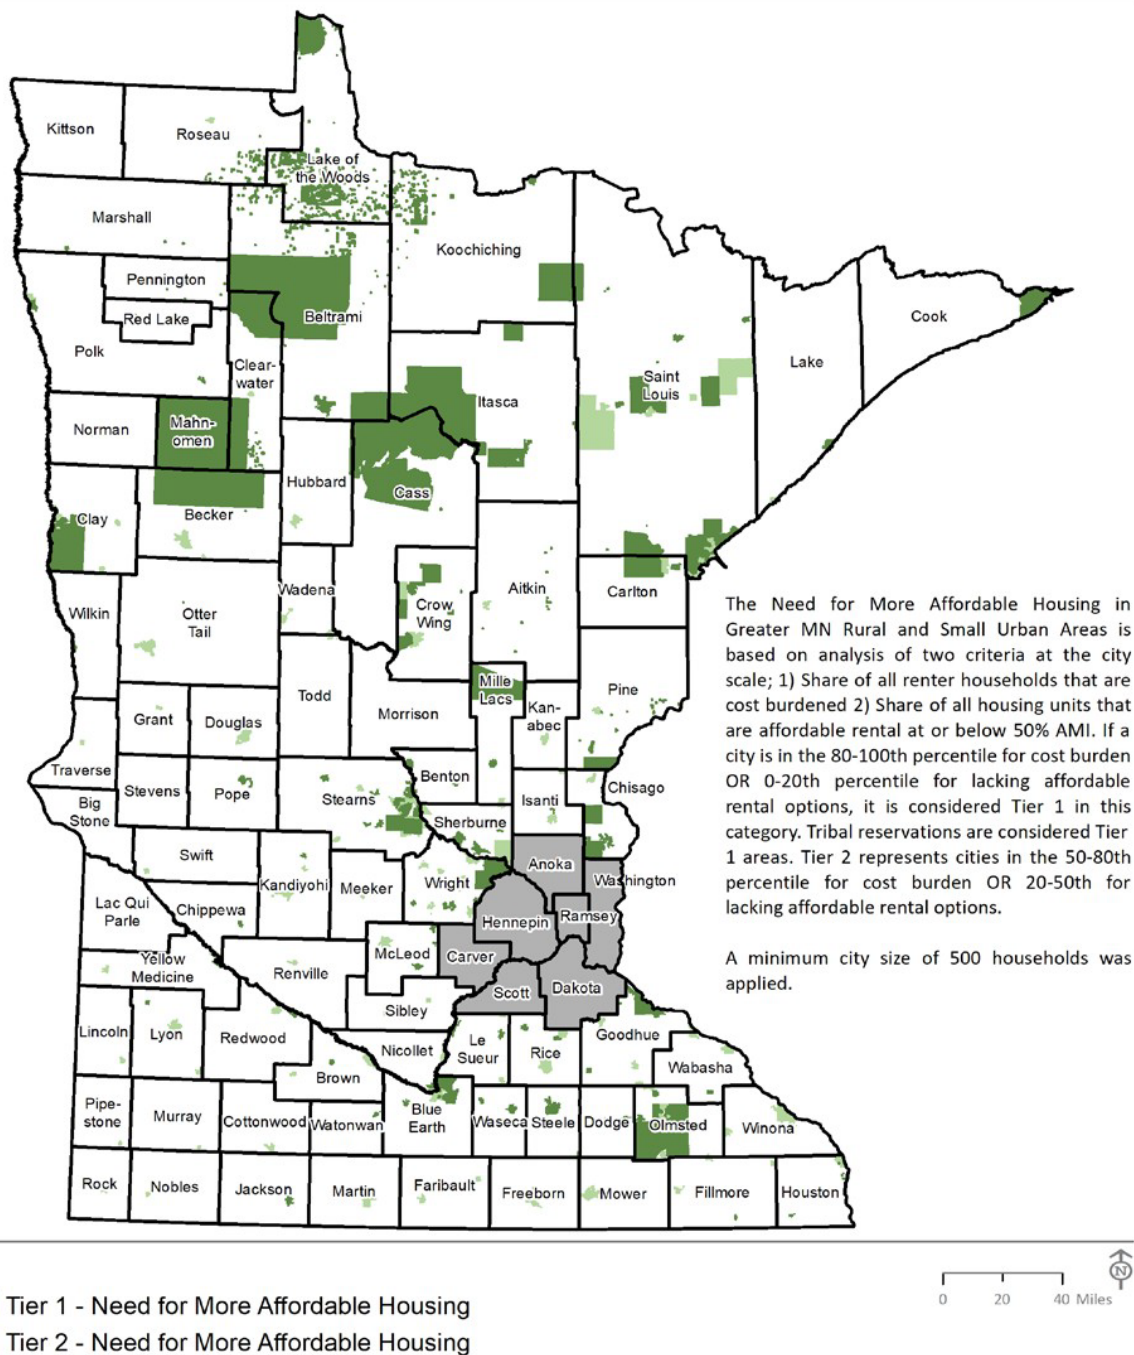 Kittson
Roseau
Lake of
the Woods
Marshall
Koochiching
Pennington
Red Lake
Beltrami
Cook
Polk
Clear-
water
Lake
Saint
Louis
Itasca
Norman
Mahn-
omen
Hubbard
Cass
Clay
Becker
Wadena
Aitkin
Carlton
Wilkin
Otter
Tail
Crow
Wing
The Need for More Affordable Housing in
Greater MN Rural and Small Urban Areas is
based on analysis of two criteria at the city
scale; 1) Share of all renter households that are
cost burdened 2) Share of all housing units that
are affordable rental at or below 50% AMI. If a
city is in the 80-100th percentile for cost burden
OR 0-20th percentile for lacking affordable
rental options, it is considered Tier 1 in this
category. Tribal reservations are considered Tier
1 areas. Tier 2 represents cities in the 50-80th
percentile for cost burden OR 20-50th for
lacking affordable rental options.
A minimum city size of 500 households was
applied.
Mille
Lacs
Pine
Todd
Kan-
abec
Grant
Douglas
Morrison
Traverse
Benton
Chisago
Stevens
Pope
Stearns
Isanti
Big
Stone
Sherburne
Swift
Anoka
Kandiyohi
Meeker
Wright
Washington
Lac Qui
Parle
Chippewa
Hennepin
Ramsey
Yellow
Medicine
McLeod
Carver
Renville
Scott
Dakota
Sibley
Lincoln
Lyon
Redwood
Nicollet
Le
Sueur
Rice
Goodhue
Wabasha
Brown
Pipe-
stone
Murray
Cottonwood
Watonwan
Blue
Earth
Waseca
Steele
Dodge
Olmsted
Winona
Rock
Nobles
Jackson
Martin
Faribault
Freeborn
Mower
Fillmore
Houston
N
0 20 40 Miles
Tier 1 - Need for More Affordable Housing
Tier 2 - Need for More Affordable Housing